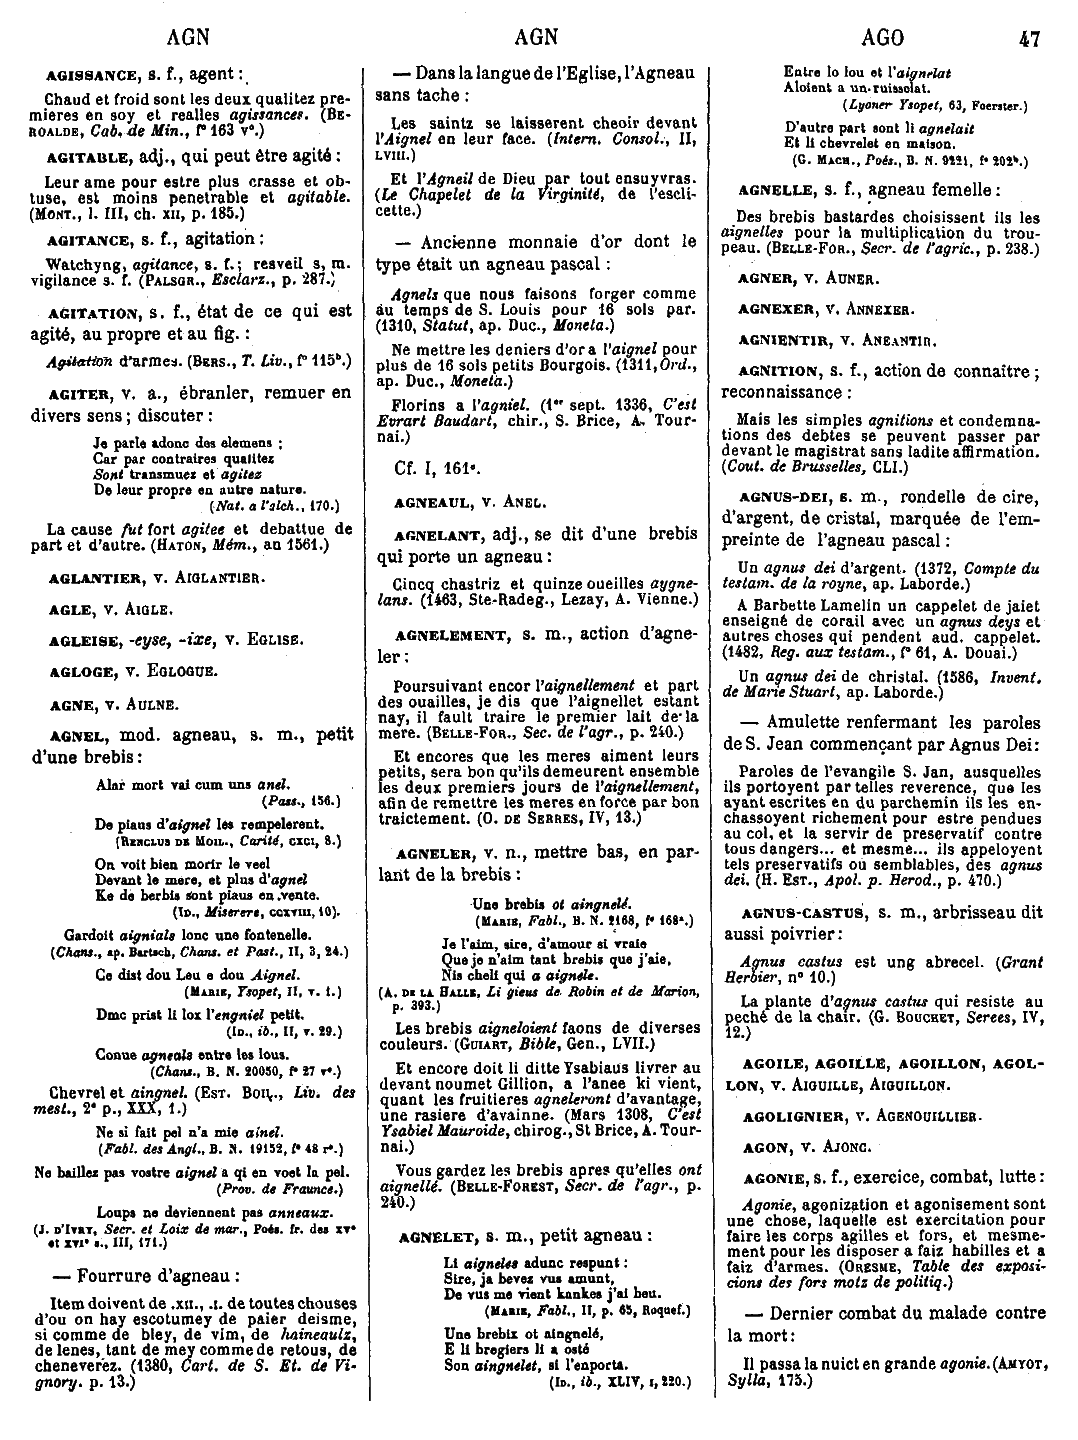 AGN
AGN
AGO
47
AGISSANCE, s. f., agent :
Chaud et froid sont les deux qualitez pre-
mieres en soy et realles agissances. (BE-
ROALDE, Cab. de Min., f° 163 v°.)
AGITABLE, adj., qui peut être agité :
Leur ame pour estre plus crasse et ob-
tuse, est moins penetrable et agitable.
(MONT., l. III, ch. XII, p. 185.)
AGITANCE, s. f., agitation :
Watchyng, agitance, s. f.; resveil s, m.
vigilance s. f. (PALSGR., Esclarz., p. 287.)
AGITATION, s. f., état de ce qui est
agité, au propre et au fig. :
Agitation d'armes. (BERS., T. Liv., f° 115ᵇ.)
AGITER, v. a., ébranler, remuer en
divers sens ; discuter :
Je parle adonc des elemens ;
Car par contraires qualitez
Sont transmuez et agitez
De leur propre en autre nature.
(Nat. a l'alch., 170.)
La cause fut fort agitee et debattue de
part et d'autre. (HATON, Mém., an 1561.)
AGLANTIER, v. AIGLANTIER.
AGLE, v. AIGLE.
AGLEISE, -eyse, -ixe, v. EGLISE.
AGLOGE, v. EGLOGUE.
AGNE, v. AULNE.
AGNEL, mod. agneau, s. m., petit
d'une brebis :
Alar mort vai cum uns anel.
(Pass., 156.)
De piaus d'aignel les rempelerent.
(RENCLUS DE MOIL., Carité, CXCI, 8.)
On voit bien morir le veel
Devant le mere, et plus d'agnel
Ke de berbis sont piaus en vente.
(ID., Miserere, CCXVIII, 10).
Gardoit aignials lonc une fontenelle.
(Chans., ap. Bartsch, Chans. et Past., II, 3, 24.)
Ce dist dou Leu e dou Aignel.
(MARIE, Ysopet, II, v. 1.)
Dmc prist li lox l'engniel petit.
(ID., ib., II, v. 29.)
Conue agneals entre les lous.
(Chans., B. N. 20050, f° 27 r°.)
Chevrel et aingnel. (EST. BOIL., Liv. des
mest., 2ᵉ p., XXX, 1.)
Ne si fait pel n'a mie ainel.
(Fabl. des Angl., B. N. 19152, f° 48 r°.)
Ne baillez pas vostre aignel a qi en voet la pel.
(Prov. de Fraunce.)
Loups ne deviennent pas anneaux.
(J. D'IVRY, Secr. et Loix de mar., Poés. fr. des XVᵉ
et XVIᵉ s., III, 171.)
— Fourrure d'agneau :
Item doivent de .XII., .I. de toutes chouses
d'ou on hay escotumey de paier deisme,
si comme de bley, de vim, de haineaulz,
de lenes, tant de mey comme de retous, de
cheneverez. (1380, Cart. de S. Et. de Vi-
gnory. p. 13.)
— Dans la langue de l'Eglise, l'Agneau
sans tache :
Les saintz se laisserent cheoir devant
l'Aignel en leur face. (Intern. Consol., II,
LVIII.)
Et l'Agneil de Dieu par tout ensuyvras.
(Le Chapelet de la Virginité, de l'escli-
cette.)
— Ancienne monnaie d'or dont le
type était un agneau pascal :
Agnels que nous faisons forger comme
au temps de S. Louis pour 16 sols par.
(1310, Statut, ap. Duc., Moneta.)
Ne mettre les deniers d'or a l'aignel pour
plus de 16 sols petits Bourgois. (1311, Ord.,
ap. Duc., Moneta.)
Florins a l'agniel. (1ᵉʳ sept. 1336, C'est
Evrart Baudart, chir., S. Brice, A. Tour-
nai.)
Cf. I, 161ᵃ.
AGNEAUL, v. ANEL.
AGNELANT, adj., se dit d'une brebis
qui porte un agneau :
Cincq chastriz et quinze oueilles aygne-
lans. (1463, Ste-Radeg., Lezay, A. Vienne.)
AGNELEMENT, s. m., action d'agne-
ler :
Poursuivant encor l'aignellement et part
des ouailles, je dis que l'aignellet estant
nay, il fault traire le premier lait de la
mere. (BELLE-FOR., Sec. de l'agr., p. 240.)
Et encores que les meres aiment leurs
petits, sera bon qu'ils demeurent ensemble
les deux premiers jours de l'aignellement,
afin de remettre les meres en force par bon
traictement. (O. DE SERRES, IV, 13.)
AGNELER, v. n., mettre bas, en par-
lant de la brebis :
Une brebis ot aingnelé.
(MARIE, Fabl., B. N. 2168, f° 168ᵃ.)
Je l'aim, sire, d'amour si vraie
Que je n'aim tant brebis que j'aie,
Nis cheli qui a aignele.
(A. DE LA HALLE, Li gieus de Robin et de Marion,
p. 393.)
Les brebis aigneloient faons de diverses
couleurs. (GUIART, Bible, Gen., LVII.)
Et encore doit li ditte Ysabiaus livrer au
devant noumet Gillion, a l'anee ki vient,
quant les fruitieres agneleront d'avantage,
une rasiere d'avainne. (Mars 1308, C'est
Ysabiel Mauroide, chirog., St Brice, A. Tour-
nai.)
Vous gardez les brebis apres qu'elles ont
aignellé. (BELLE-FOREST, Secr. de l'agr., p.
240.)
AGNELET, s. m., petit agneau :
Li aigneles adunc respunt :
Sire, ja bevez vus amunt,
De vus me vient kankes j'ai beu.
(MARIE, Fabl., II, p. 65, Roquef.)
Une brebiz ot aingnelé,
E li bregiers li a osté
Son aingnelet, si l'enporta.
(ID., ib., XLIV, 1, 220.)
Entre lo lou et l'aignelat
Aloient a un ruissolat.
(Lyoner Ysopet, 63, Foerster.)
D'autre part sont li agnelait
Et li chevrelet en maison.
(G. MACH., Poés., B. N. 9221, f° 202ᵇ.)
AGNELLE, s. f., agneau femelle :
Des brebis bastardes choisissent ils les
aignelles pour la multiplication du trou-
peau. (BELLE-FOR., Secr. de l'agric., p. 238.)
AGNER, v. AUNER.
AGNEXER, v. ANNEXER.
AGNIENTIR, v. ANEANTIR.
AGNITION, s. f., action de connaître ;
reconnaissance :
Mais les simples agnitions et condemna-
tions des debtes se peuvent passer par
devant le magistrat sans ladite affirmation.
(Cout. de Brusselles, CLI.)
AGNUS-DEI, s. m., rondelle de cire,
d'argent, de cristal, marquée de l'em-
preinte de l'agneau pascal :
Un agnus dei d'argent. (1372, Compte du
testam. de la royne, ap. Laborde.)
A Barbette Lamelin un cappelet de jaiet
enseigné de corail avec un agnus deys et
autres choses qui pendent aud. cappelet.
(1482, Reg. aux testam., f° 61, A. Douai.)
Un agnus dei de christal. (1586, Invent.
de Marie Stuart, ap. Laborde.)
— Amulette renfermant les paroles
de S. Jean commençant par Agnus Dei :
Paroles de l'evangile S. Jan, ausquelles
ils portoyent par telles reverence, que les
ayant escrites en du parchemin ils les en-
chassoyent richement pour estre pendues
au col, et la servir de preservatif contre
tous dangers... et mesme... ils appeloyent
tels preservatifs ou semblables, des agnus
dei. (H. EST., Apol. p. Herod., p. 470.)
AGNUS-CASTUS, s. m., arbrisseau dit
aussi poivrier :
Agnus castus est ung abrecel. (Grant
Herbier, n° 10.)
La plante d'agnus castus qui resiste au
peché de la chair. (G. BOUCHET, Serees, IV,
12.)
AGOILE, AGOILLE, AGOILLON, AGOL-
LON, v. AIGUILLE, AIGUILLON.
AGOLIGNIER, v. AGENOUILLIER.
AGON, v. AJONC.
AGONIE, s. f., exercice, combat, lutte :
Agonie, agonization et agonisement sont
une chose, laquelle est exercitation pour
faire les corps agilles et fors, et mesme-
ment pour les disposer a faiz habilles et a
faiz d'armes. (ORESME, Table des exposi-
cions des fors motz de politiq.)
— Dernier combat du malade contre
la mort :
Il passa la nuict en grande agonie. (AMYOT,
Sylla, 175.)